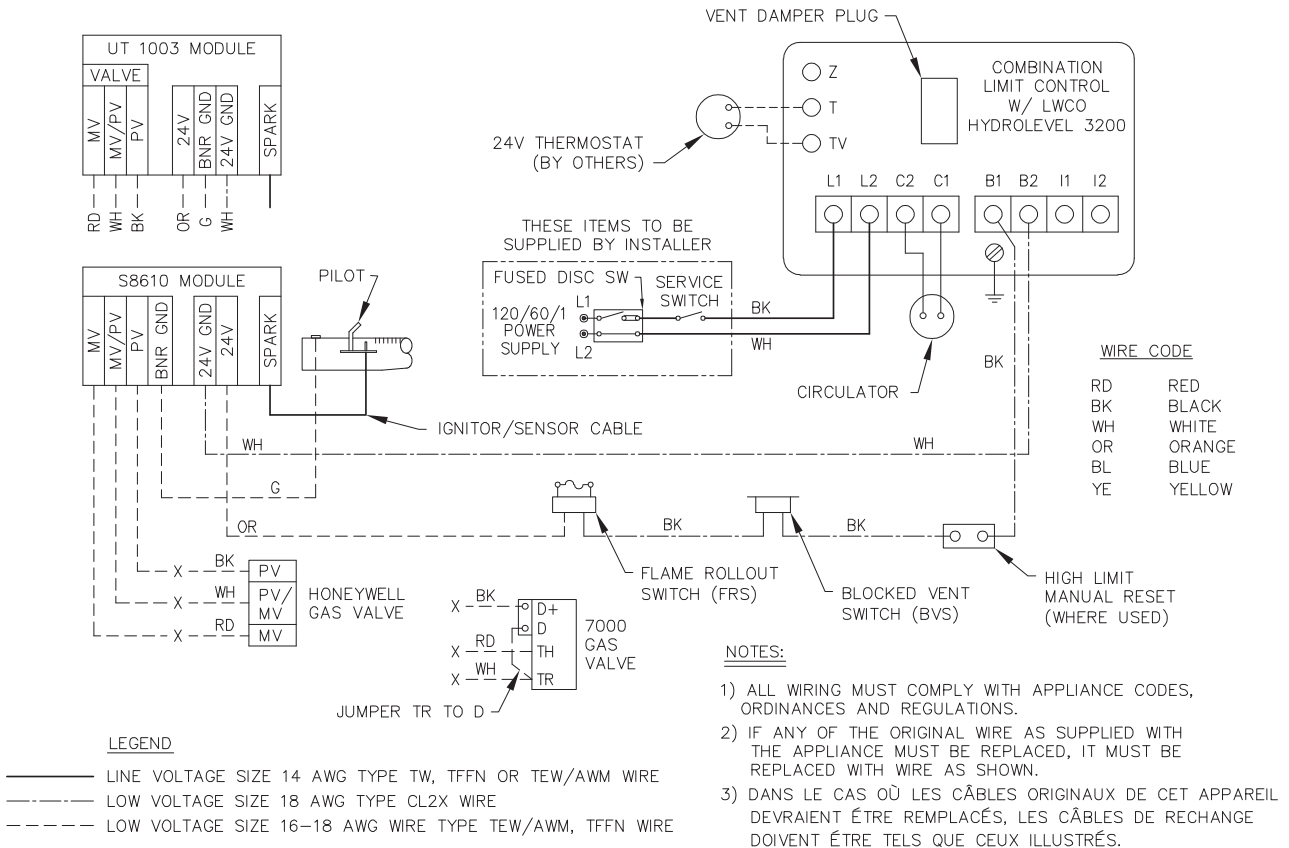 VENT DAMPER PLUG
UT 1003 MODULE
VALVE
MV
MV/PV
PV
24V
BNR GND
24V GND
SPARK
RD
WH
BK
OR
G
WH
Z
T
TV
COMBINATION
LIMIT CONTROL
W/ LWCO
HYDROLEVEL 3200
24V THERMOSTAT
(BY OTHERS)
L1 L2 C2 C1 B1 B2 I1 I2
THESE ITEMS TO BE
SUPPLIED BY INSTALLER
FUSED DISC SW
SERVICE
SWITCH
L1
120/60/1
POWER
SUPPLY
L2
BK
WH
S8610 MODULE
MV
MV/PV
PV
BNR GND
24V GND
24V
SPARK
PILOT
IGNITOR/SENSOR CABLE
CIRCULATOR
BK
WIRE CODE
RD RED
BK BLACK
WH WHITE
OR ORANGE
BL BLUE
YE YELLOW
WH
WH
G
OR
BK
BK
FLAME ROLLOUT
SWITCH (FRS)
BLOCKED VENT
SWITCH (BVS)
HIGH LIMIT
MANUAL RESET
(WHERE USED)
X BK PV
X WH PV/
MV
X RD MV
HONEYWELL
GAS VALVE
X BK D+
D
X RD TH
X WH TR
7000
GAS
VALVE
JUMPER TR TO D
NOTES:
1) ALL WIRING MUST COMPLY WITH APPLIANCE CODES,
ORDINANCES AND REGULATIONS.
2) IF ANY OF THE ORIGINAL WIRE AS SUPPLIED WITH
THE APPLIANCE MUST BE REPLACED, IT MUST BE
REPLACED WITH WIRE AS SHOWN.
3) DANS LE CAS OÙ LES CÂBLES ORIGINAUX DE CET APPAREIL
DEVRAIENT ÉTRE REMPLACÉS, LES CÂBLES DE RECHANGE
DOIVENT ÉTRE TELS QUE CEUX ILLUSTRÉS.
LEGEND
LINE VOLTAGE SIZE 14 AWG TYPE TW, TFFN OR TEW/AWM WIRE
LOW VOLTAGE SIZE 18 AWG TYPE CL2X WIRE
LOW VOLTAGE SIZE 16-18 AWG WIRE TYPE TEW/AWM, TFFN WIRE